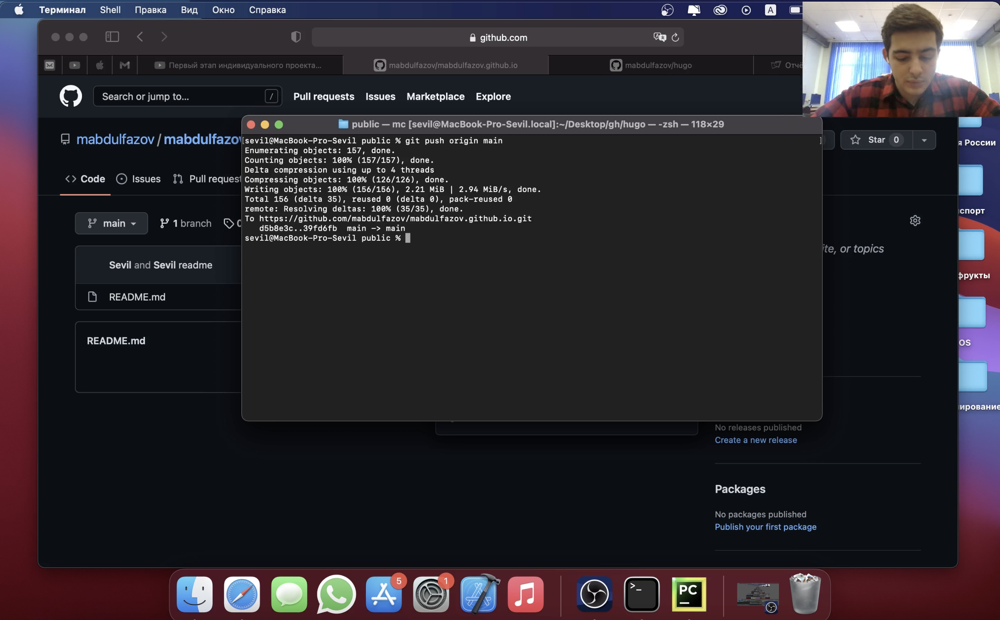 Терминал Shell Правка Вид Окно Справка
A
github.com
Первый этап индивидуального проекта...
mabdulfazov/mabdulfazov.github.io
mabdulfazov/hugo
Отчё
Search or jump to... /
Pull requests Issues Marketplace Explore
public — mc [sevil@MacBook-Pro-Sevil.local]:~/Desktop/gh/hugo — -zsh — 118×29
mabdulfazov / mabdulfazov
Star 0
[sevil@MacBook-Pro-Sevil public % git push origin main ]
Enumerating objects: 157, done.
Counting objects: 100% (157/157), done.
Delta compression using up to 4 threads
Compressing objects: 100% (126/126), done.
Writing objects: 100% (156/156), 2.21 MiB | 2.94 MiB/s, done.
Total 156 (delta 35), reused 0 (delta 0), pack-reused 0
remote: Resolving deltas: 100% (35/35), done.
To https://github.com/mabdulfazov/mabdulfazov.github.io.git
d5b8e3c..39fd6fb main -> main
sevil@MacBook-Pro-Sevil public %
Code Issues Pull request
main 1 branch 0
Sevil and Sevil readme
README.md
README.md
ite, or topics
No releases published
Create a new release
Packages
No packages published
Publish your first package
я России
спорт
фрукты
OS
ирование
5
1
>_
PC